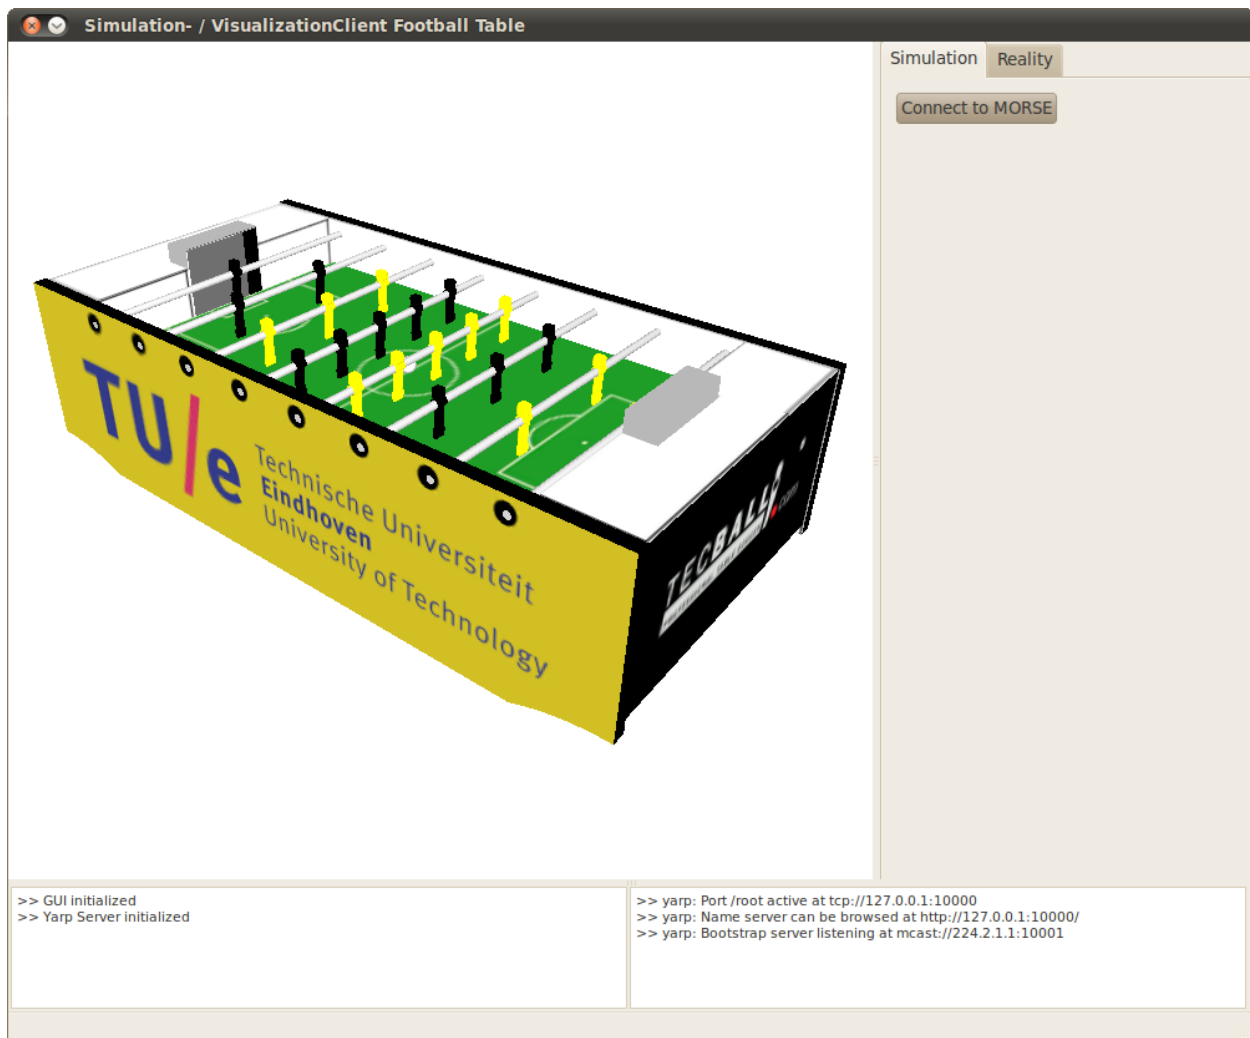 Simulation- / VisualizationClient Football Table
Simulation
Reality
Connect to MORSE
TU/e
Technische Universiteit
Eindhoven
University of Technology
TECBALL
.com
>> GUI initialized
>> Yarp Server initialized
>> yarp: Port /root active at tcp://127.0.0.1:10000
>> yarp: Name server can be browsed at http://127.0.0.1:10000/
>> yarp: Bootstrap server listening at mcast://224.2.1.1:10001